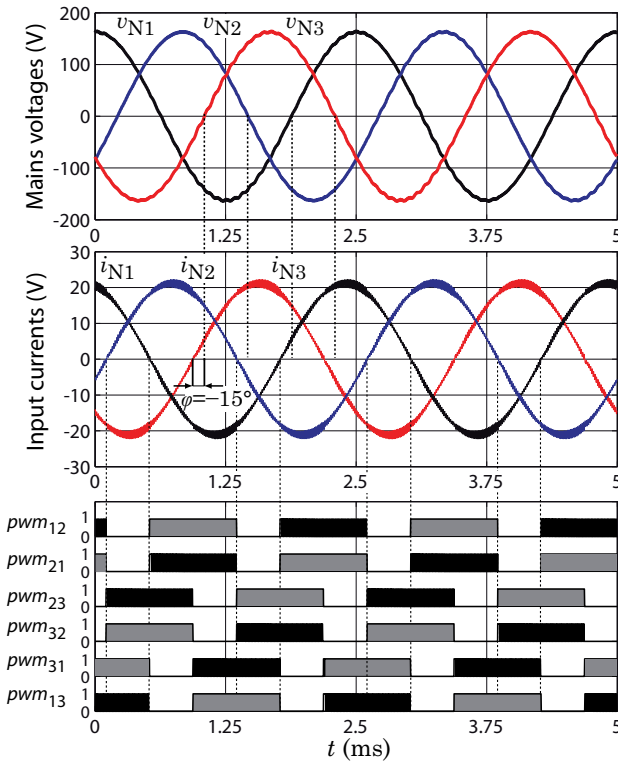 Mains voltages (V)
200
100
0
-100
-200
vN1 vN2 vN3
0 1.25 2.5 3.75 5
Input currents (V)
30
20
10
0
-10
-20
-30
iN1 iN2 iN3
φ=−15°
0 1.25 2.5 3.75 5
pwm12 1 0
pwm21 1 0
pwm23 1 0
pwm32 1 0
pwm31 1 0
pwm13 1 0
0 1.25 2.5 3.75 5
t (ms)